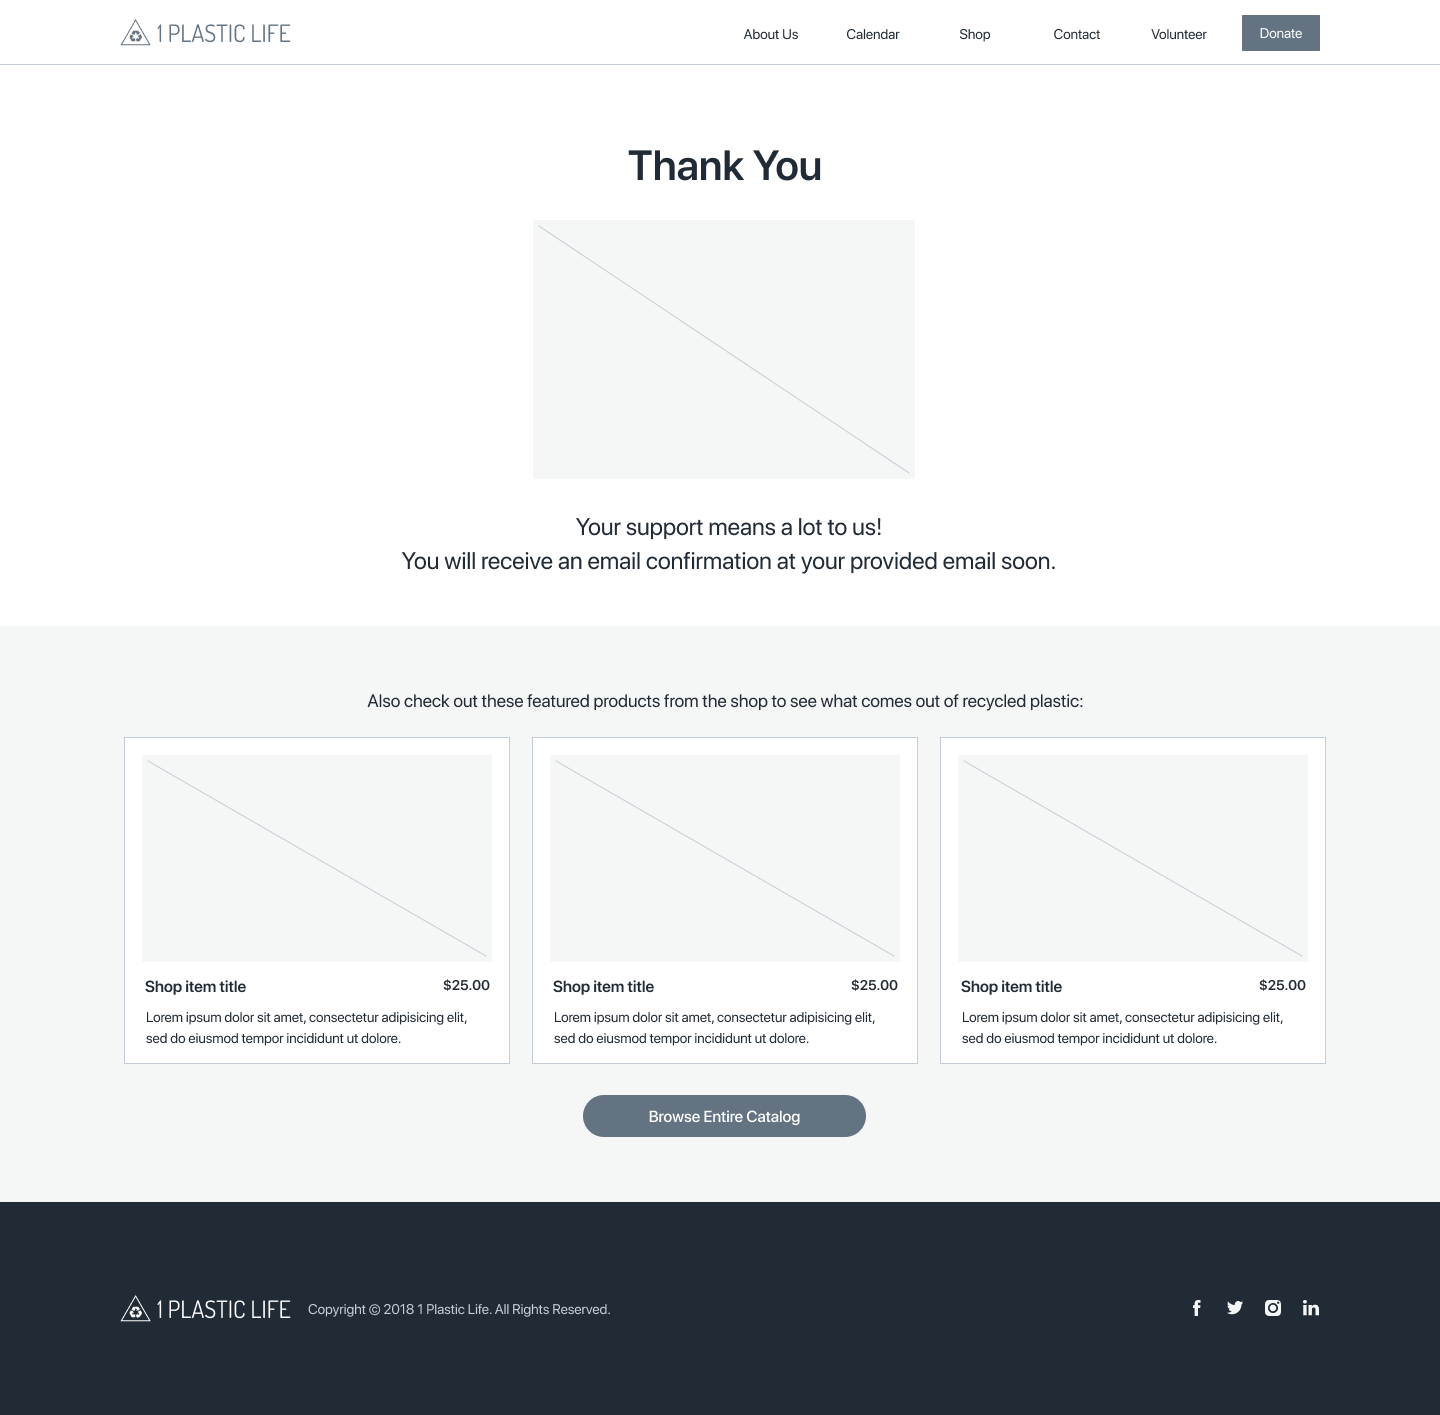 1 PLASTIC LIFE
About Us
Calendar
Shop
Contact
Volunteer
Donate
Thank You
Your support means a lot to us!
You will receive an email confirmation at your provided email soon.
Also check out these featured products from the shop to see what comes out of recycled plastic:
Shop item title
$25.00
Lorem ipsum dolor sit amet, consectetur adipisicing elit,
sed do eiusmod tempor incididunt ut dolore.
Shop item title
$25.00
Lorem ipsum dolor sit amet, consectetur adipisicing elit,
sed do eiusmod tempor incididunt ut dolore.
Shop item title
$25.00
Lorem ipsum dolor sit amet, consectetur adipisicing elit,
sed do eiusmod tempor incididunt ut dolore.
Browse Entire Catalog
1 PLASTIC LIFE
Copyright © 2018 1 Plastic Life. All Rights Reserved.